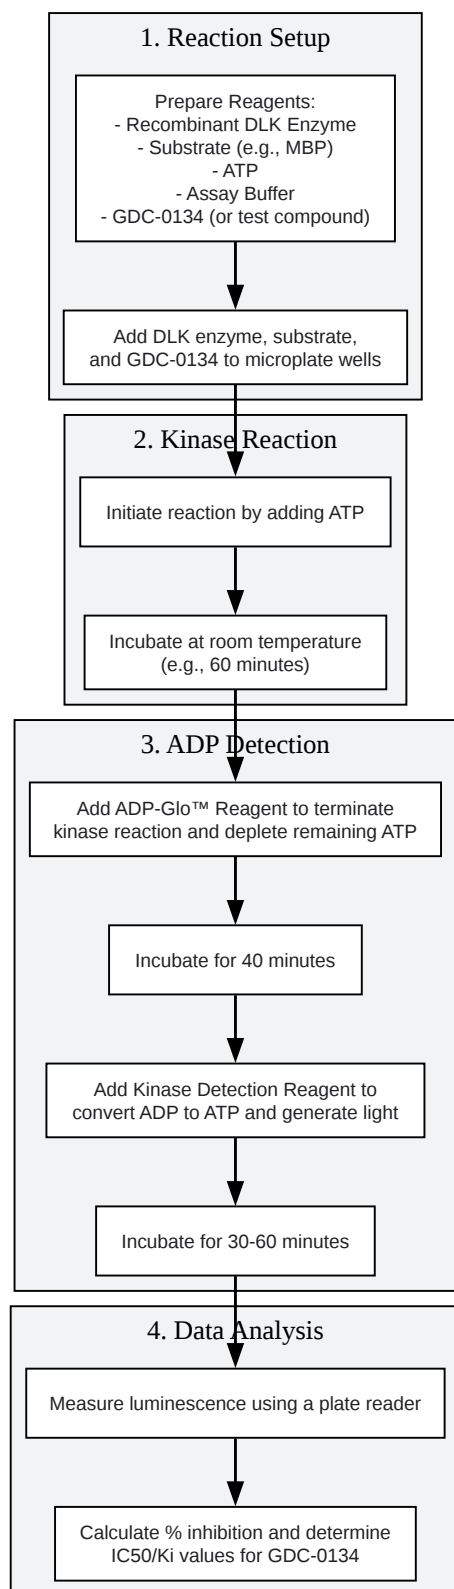 1. Reaction Setup
Prepare Reagents:
- Recombinant DLK Enzyme
- Substrate (e.g., MBP)
- ATP
- Assay Buffer
- GDC-0134 (or test compound)
Add DLK enzyme, substrate,
and GDC-0134 to microplate wells
2. Kinase Reaction
Initiate reaction by adding ATP
Incubate at room temperature
(e.g., 60 minutes)
3. ADP Detection
Add ADP-Glo™ Reagent to terminate
kinase reaction and deplete remaining ATP
Incubate for 40 minutes
Add Kinase Detection Reagent to
convert ADP to ATP and generate light
Incubate for 30-60 minutes
4. Data Analysis
Measure luminescence using a plate reader
Calculate % inhibition and determine
IC50/Ki values for GDC-0134